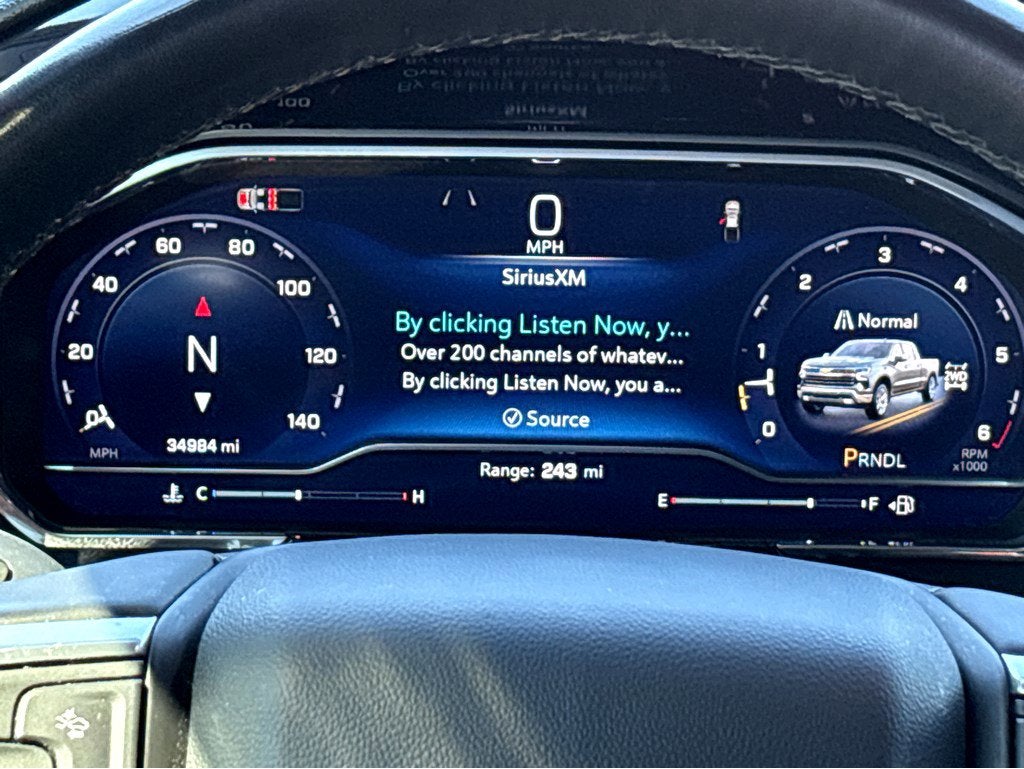 0
MPH
SiriusXM
By clicking Listen Now, y...
Over 200 channels of whatev...
By clicking Listen Now, you a...
Source
0
20
40
60
80
100
120
140
N
34984 mi
MPH
0
1
2
3
4
5
6
Normal
2WD
PRNDL
RPM
x1000
Range: 243 mi
C H
E F